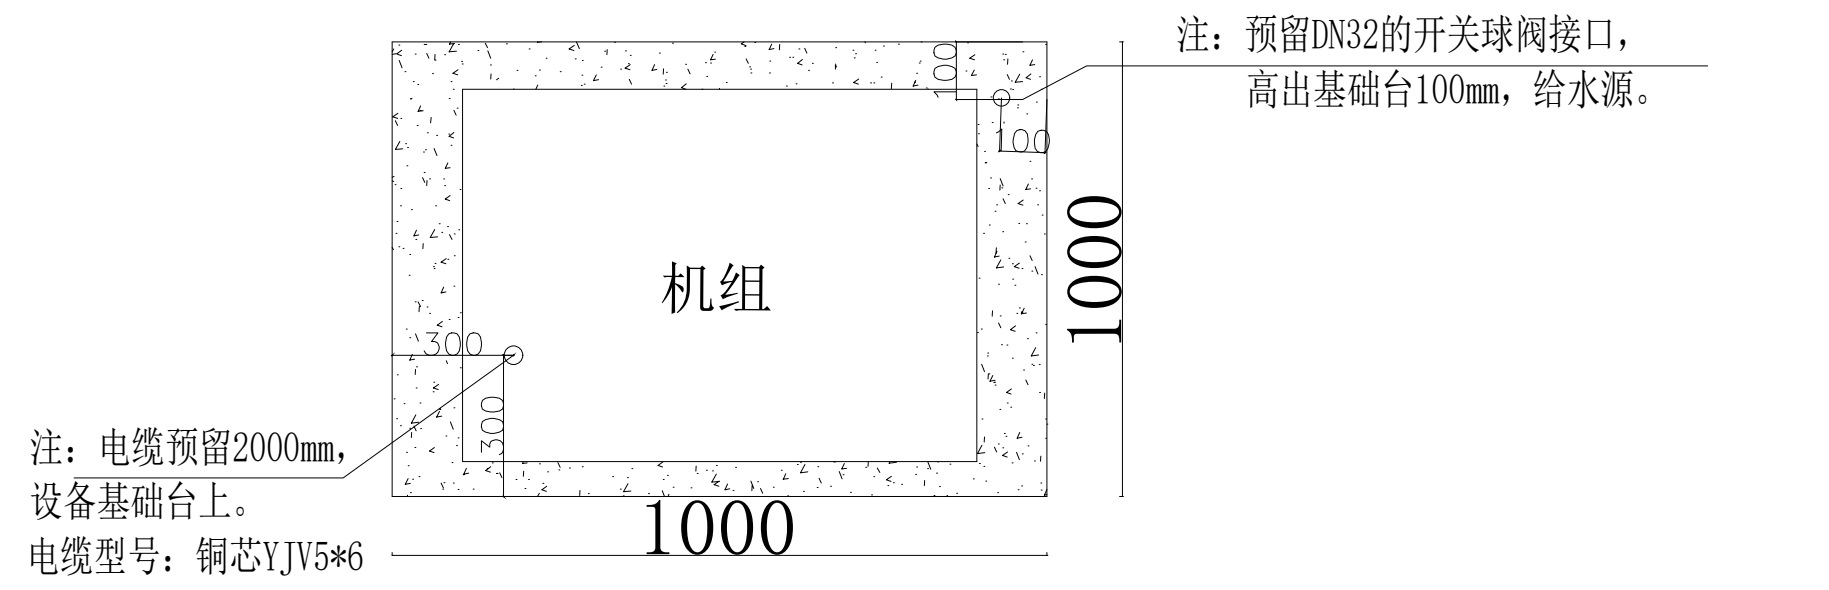 注：预留DN32的开关球阀接口，
高出基础台100mm，给水源。
100
100
1000
机组
300
300
注：电缆预留2000mm，
设备基础台上。
电缆型号：铜芯YJV5*6
1000